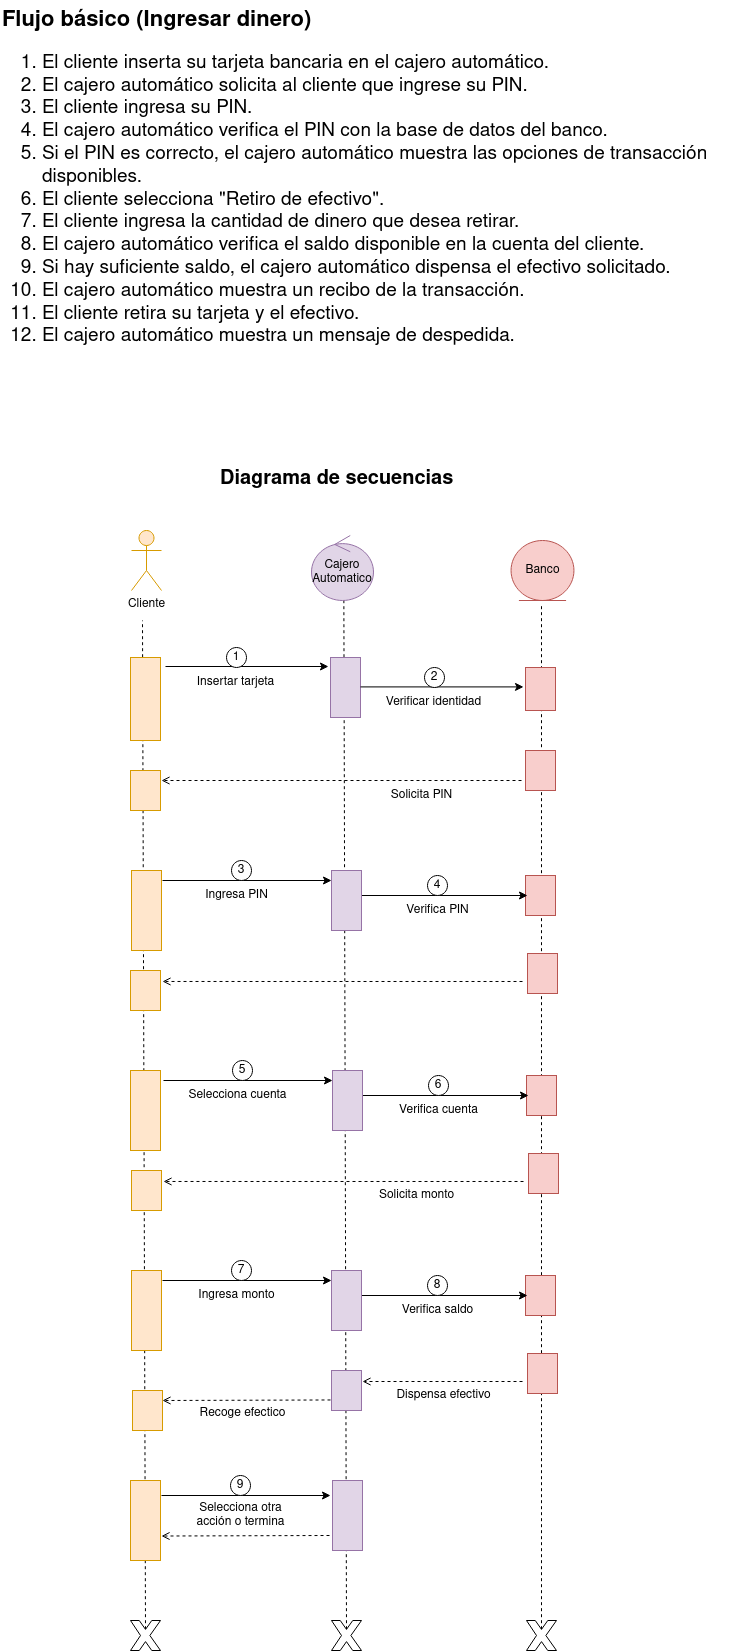 Flujo básico (Ingresar dinero)
1. El cliente inserta su tarjeta bancaria en el cajero automático.
2. El cajero automático solicita al cliente que ingrese su PIN.
3. El cliente ingresa su PIN.
4. El cajero automático verifica el PIN con la base de datos del banco.
5. Si el PIN es correcto, el cajero automático muestra las opciones de transacción
disponibles.
6. El cliente selecciona "Retiro de efectivo".
7. El cliente ingresa la cantidad de dinero que desea retirar.
8. El cajero automático verifica el saldo disponible en la cuenta del cliente.
9. Si hay suficiente saldo, el cajero automático dispensa el efectivo solicitado.
10. El cajero automático muestra un recibo de la transacción.
11. El cliente retira su tarjeta y el efectivo.
12. El cajero automático muestra un mensaje de despedida.
Diagrama de secuencias
Cliente
Cajero
Automatico
Banco
1
Insertar tarjeta
2
Verificar identidad
Solicita PIN
3
Ingresa PIN
4
Verifica PIN
5
Selecciona cuenta
6
Verifica cuenta
Solicita monto
7
Ingresa monto
8
Verifica saldo
Dispensa efectivo
Recoge efectico
9
Selecciona otra
acción o termina